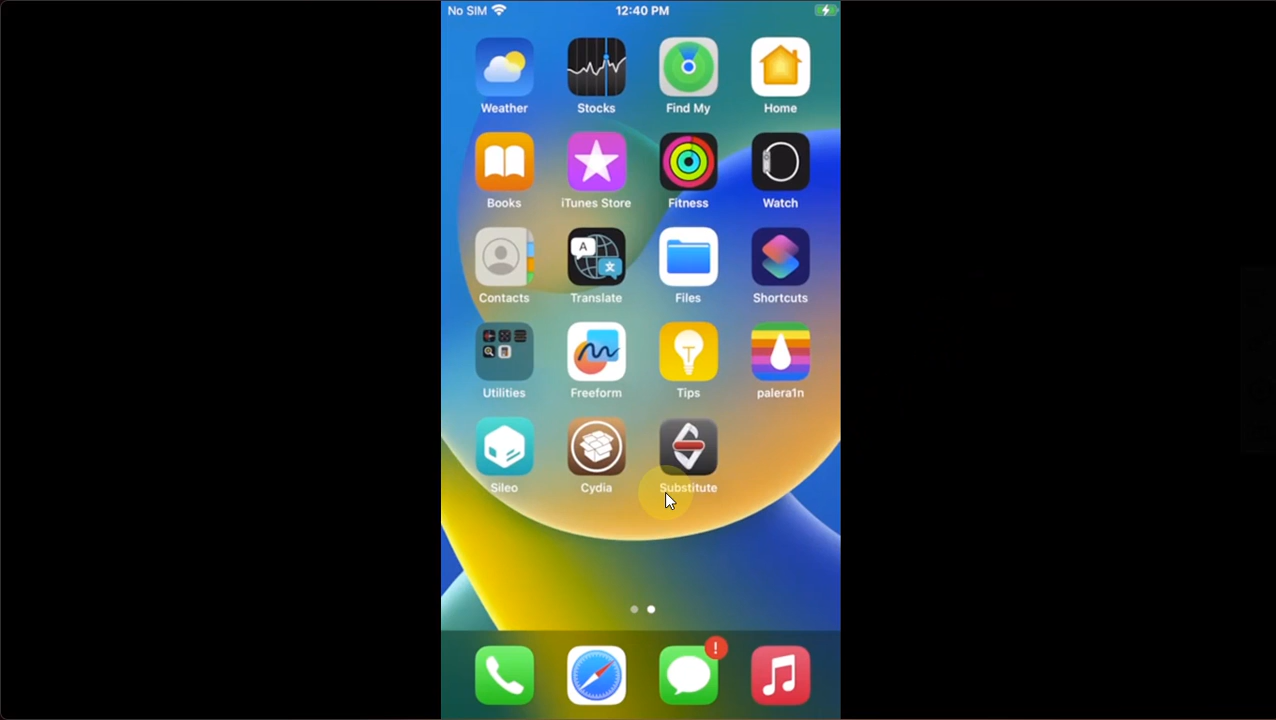 No SIM 12:40 PM
Weather Stocks Find My Home
Books iTunes Store Fitness Watch
A
文
Contacts Translate Files Shortcuts
Utilities Freeform Tips palera1n
Sileo Cydia Substitute
!